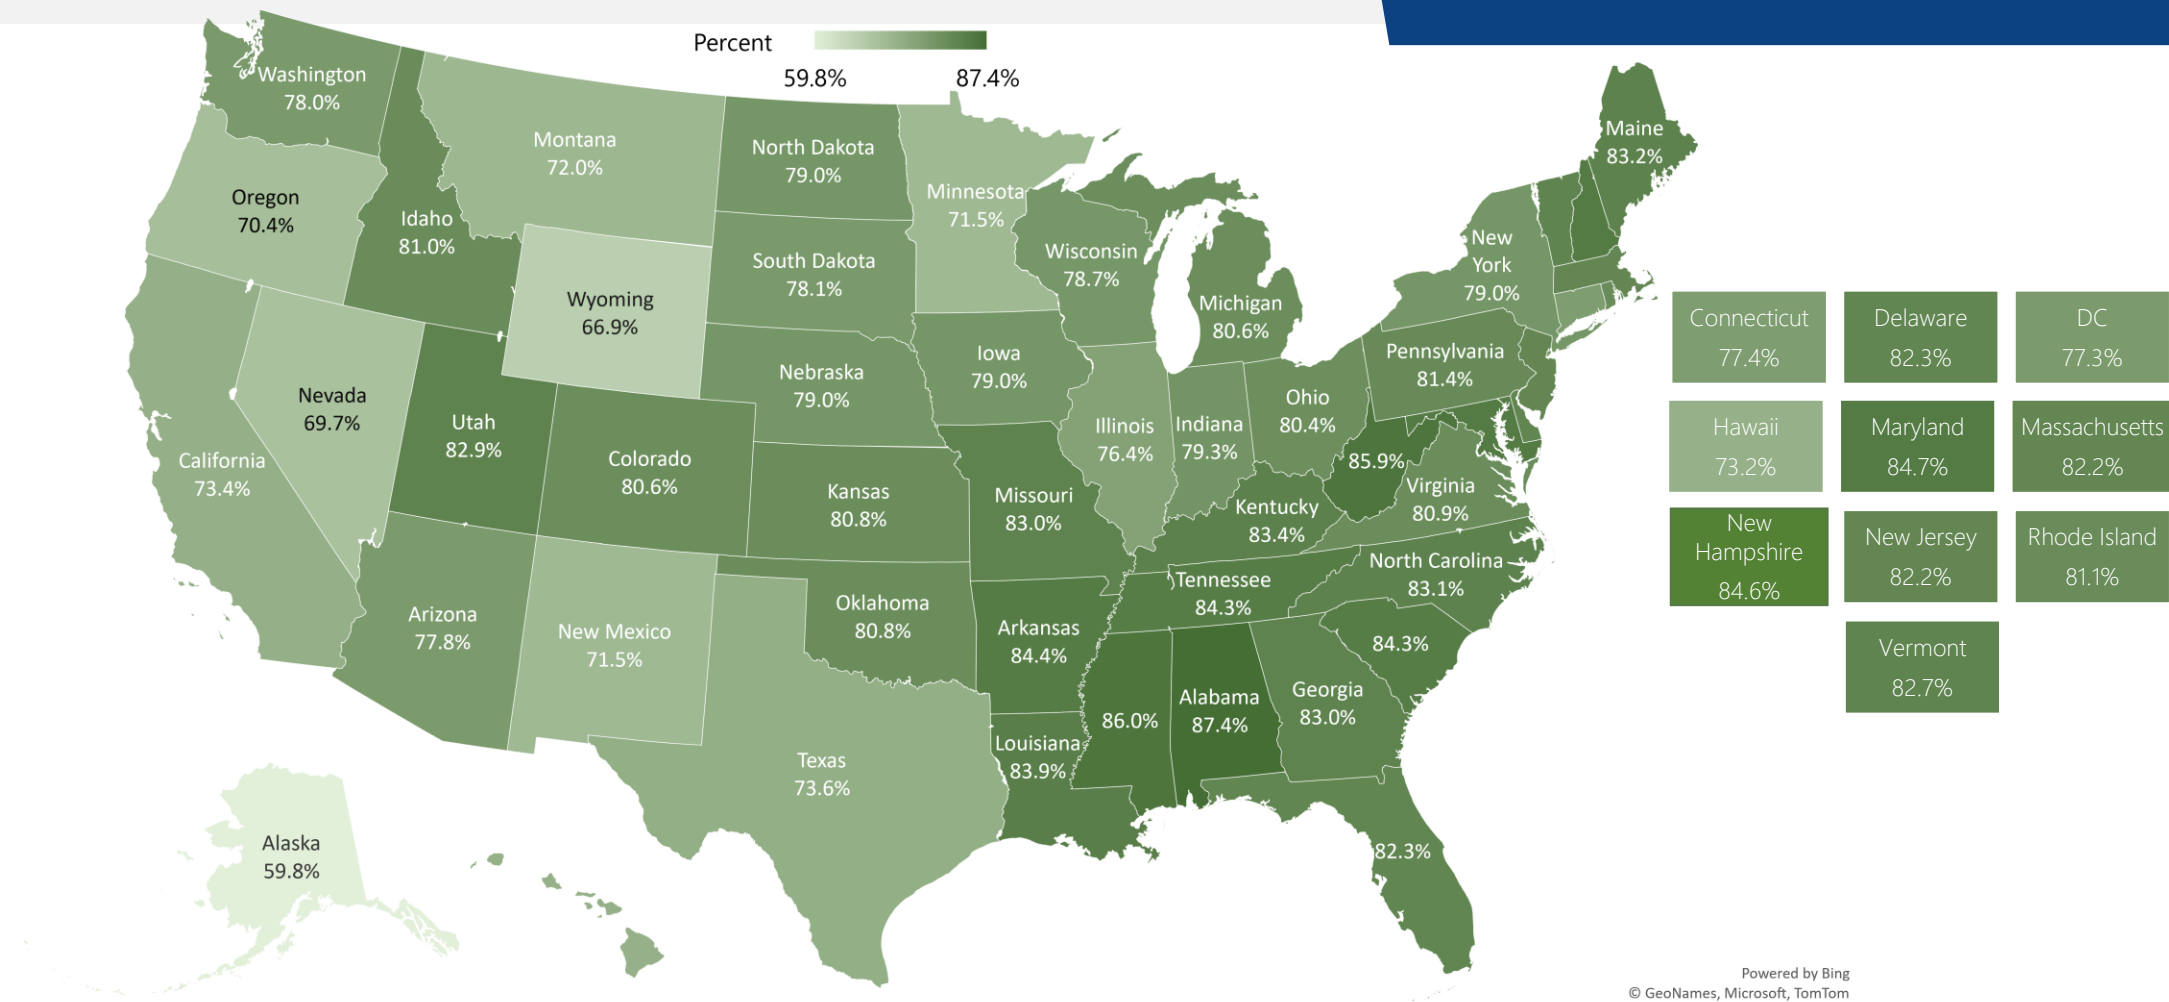 Percent
59.8%
87.4%
Washington
78.0%
Oregon
70.4%
Idaho
81.0%
Montana
72.0%
North Dakota
79.0%
Minnesota
71.5%
South Dakota
78.1%
Wyoming
66.9%
Wisconsin
78.7%
Michigan
80.6%
New
York
79.0%
Maine
83.2%
Nevada
69.7%
Utah
82.9%
California
73.4%
Colorado
80.6%
Nebraska
79.0%
Iowa
79.0%
Illinois
76.4%
Indiana
79.3%
Ohio
80.4%
Pennsylvania
81.4%
85.9%
Virginia
80.9%
Kansas
80.8%
Missouri
83.0%
Kentucky
83.4%
North Carolina
83.1%
Tennessee
84.3%
Arizona
77.8%
New Mexico
71.5%
Oklahoma
80.8%
Arkansas
84.4%
84.3%
Texas
73.6%
Louisiana
83.9%
86.0%
Alabama
87.4%
Georgia
83.0%
82.3%
Alaska
59.8%
Connecticut
77.4%
Delaware
82.3%
DC
77.3%
Hawaii
73.2%
Maryland
84.7%
Massachusetts
82.2%
New
Hampshire
84.6%
New Jersey
82.2%
Rhode Island
81.1%
Vermont
82.7%
Powered by Bing
© GeoNames, Microsoft, TomTom